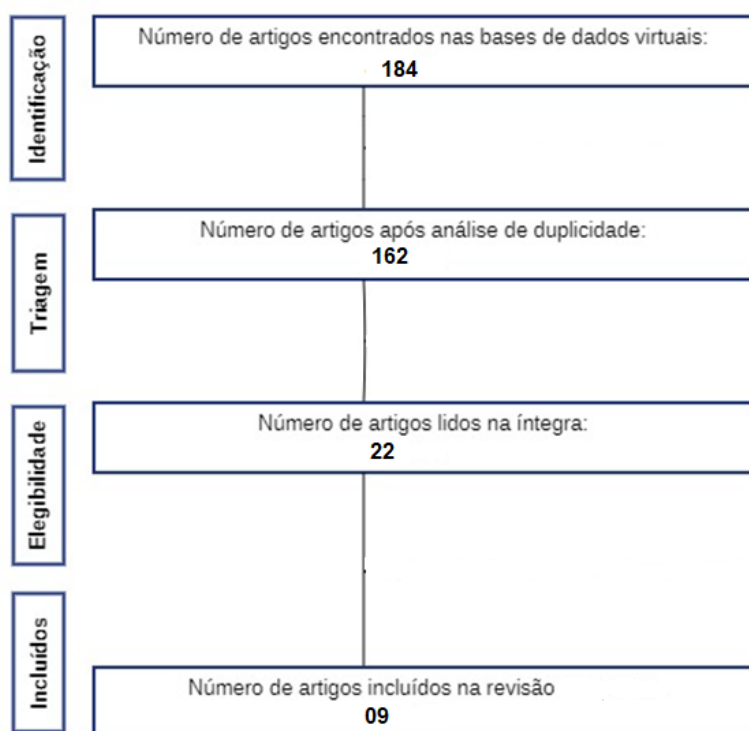 Identificação
Número de artigos encontrados nas bases de dados virtuais:
184
Triagem
Número de artigos após análise de duplicidade:
162
Elegibilidade
Número de artigos lidos na íntegra:
22
Incluídos
Número de artigos incluídos na revisão
09